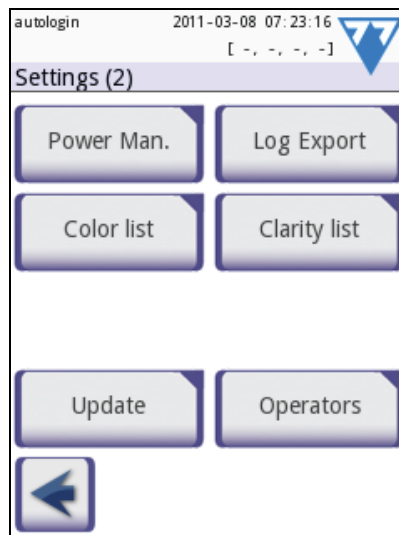 autologin 2011-03-08 07:23:16
[ -, -, -, -]
Settings (2)
Power Man. Log Export
Color list Clarity list
Update Operators